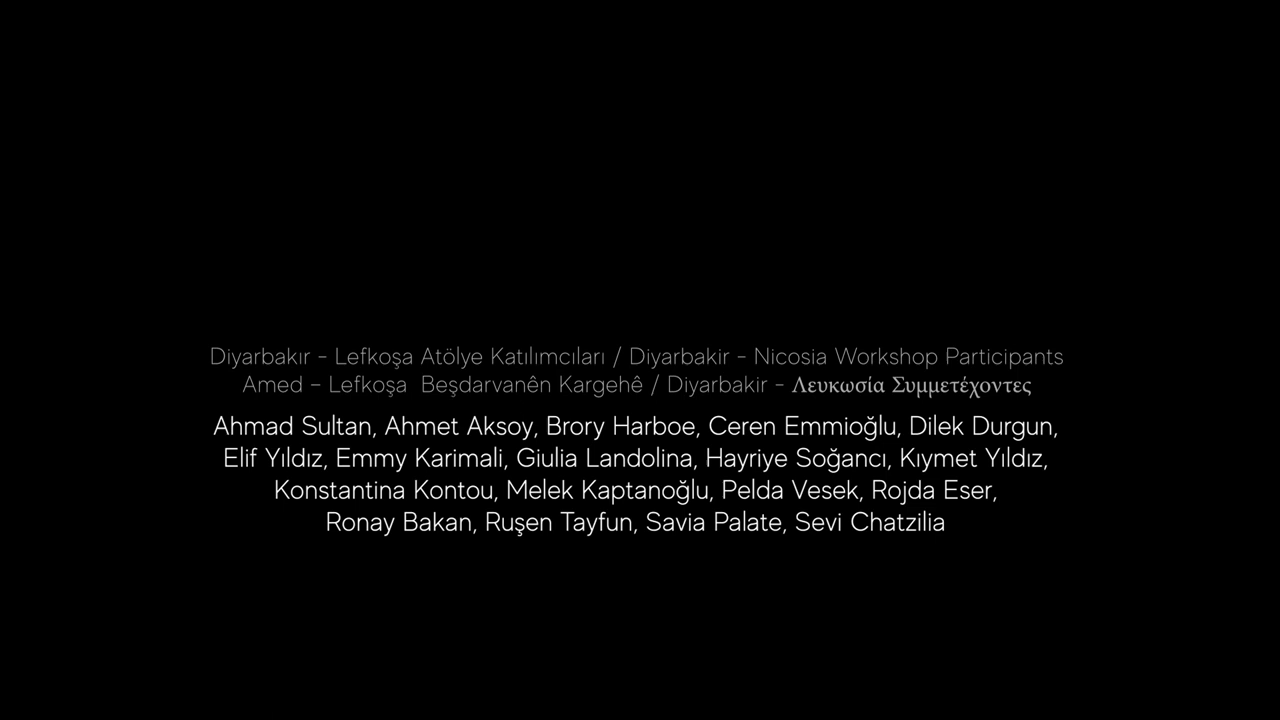 Diyarbakır - Lefkoşa Atölye Katılımcıları / Diyarbakir - Nicosia Workshop Participants
Amed – Lefkoşa Beşdarvanên Kargehê / Diyarbakir - Λευκωσία Συμμετέχοντες
Ahmad Sultan, Ahmet Aksoy, Brory Harboe, Ceren Emmioğlu, Dilek Durgun,
Elif Yıldız, Emmy Karimali, Giulia Landolina, Hayriye Soğancı, Kıymet Yıldız,
Konstantina Kontou, Melek Kaptanoğlu, Pelda Vesek, Rojda Eser,
Ronay Bakan, Ruşen Tayfun, Savia Palate, Sevi Chatzilia